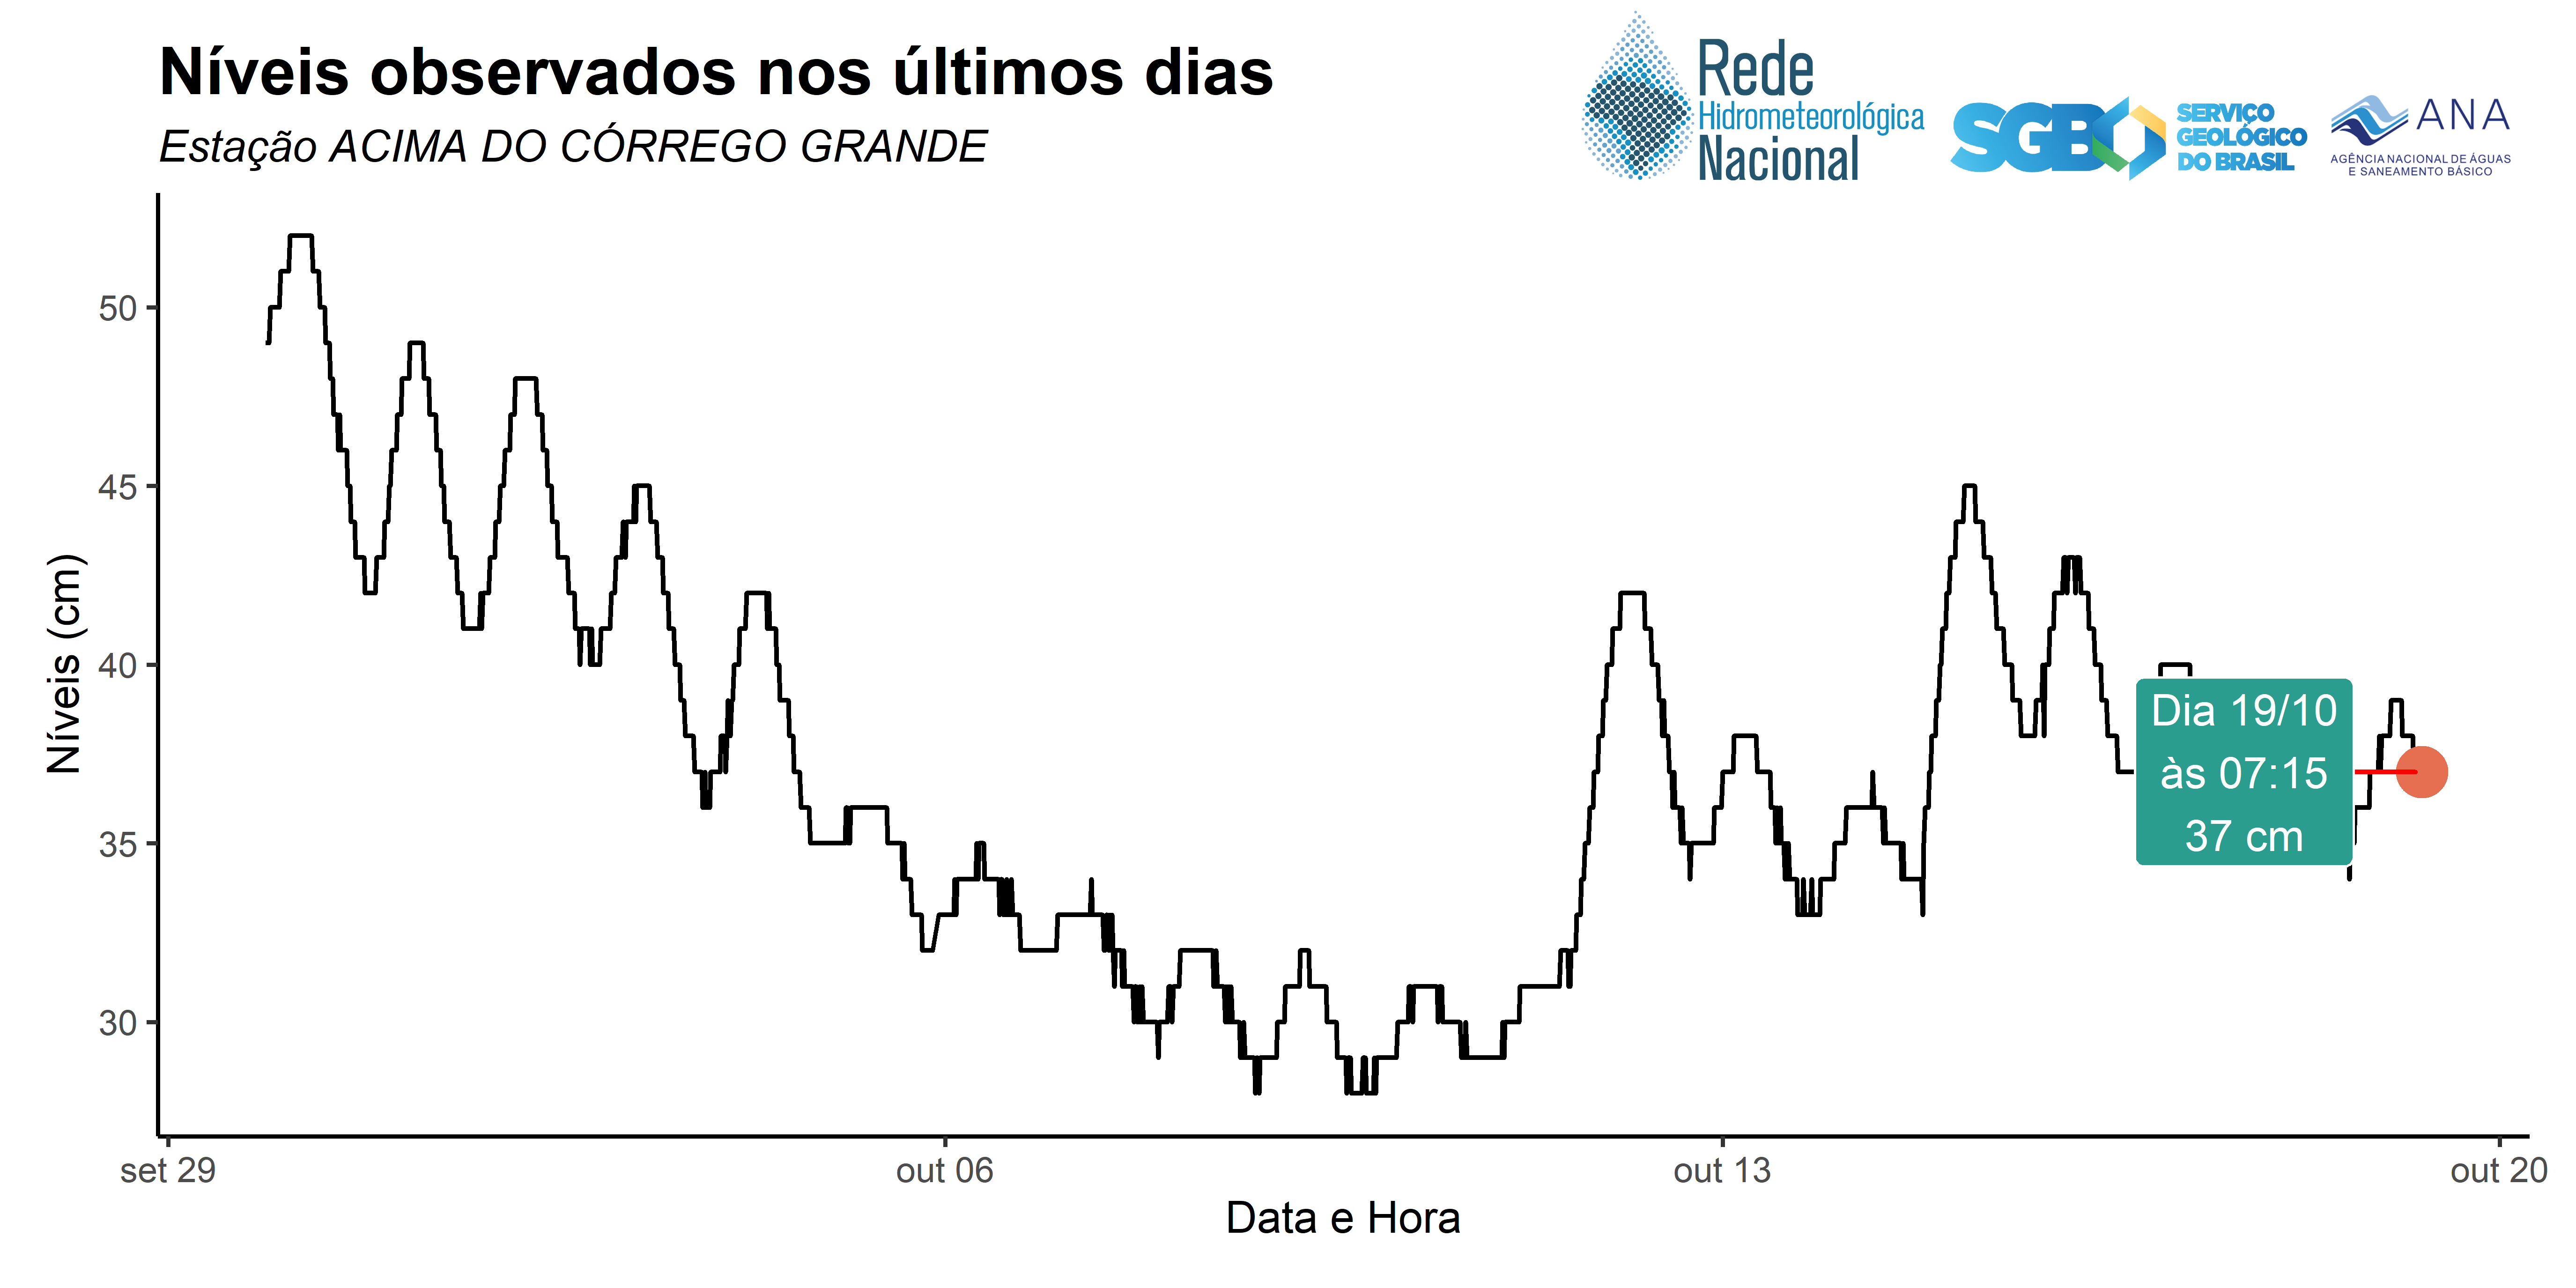 Níveis observados nos últimos dias
Estação ACIMA DO CÓRREGO GRANDE
Rede
Hidrometeorológica
Nacional
SGB
SERVIÇO
GEOLÓGICO
DO BRASIL
ANA
AGÊNCIA NACIONAL DE ÁGUAS
E SANEAMENTO BÁSICO
Níveis (cm)
50
45
40
35
30
Dia 19/10
às 07:15
37 cm
set 29
out 06
out 13
out 20
Data e Hora